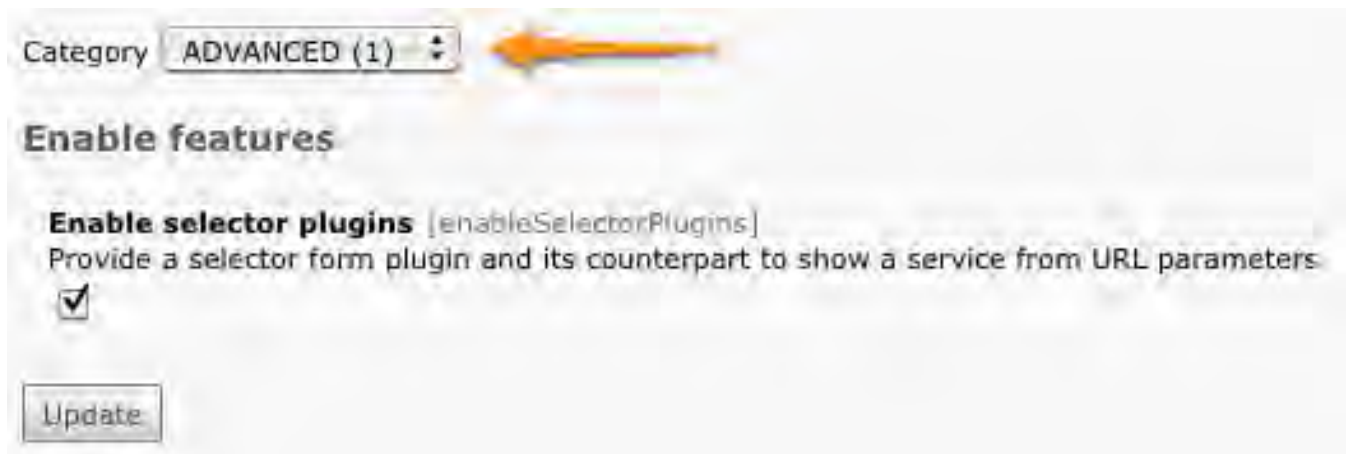 Category ADVANCED (1)
Enable features
Enable selector plugins [enableSelectorPlugins]
Provide a selector form plugin and its counterpart to show a service from URL parameters
Update